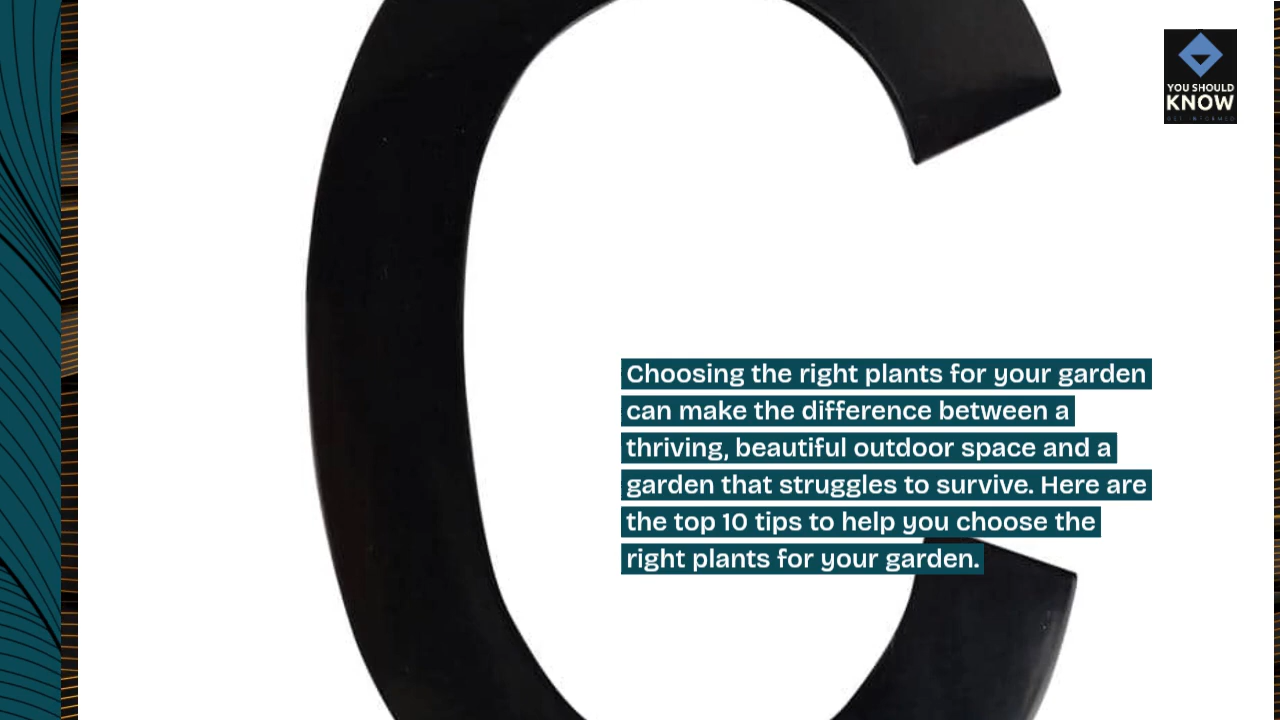 YOU SHOULD
KNOW
GET INFORMED
C
Choosing the right plants for your garden
can make the difference between a
thriving, beautiful outdoor space and a
garden that struggles to survive. Here are
the top 10 tips to help you choose the
right plants for your garden.